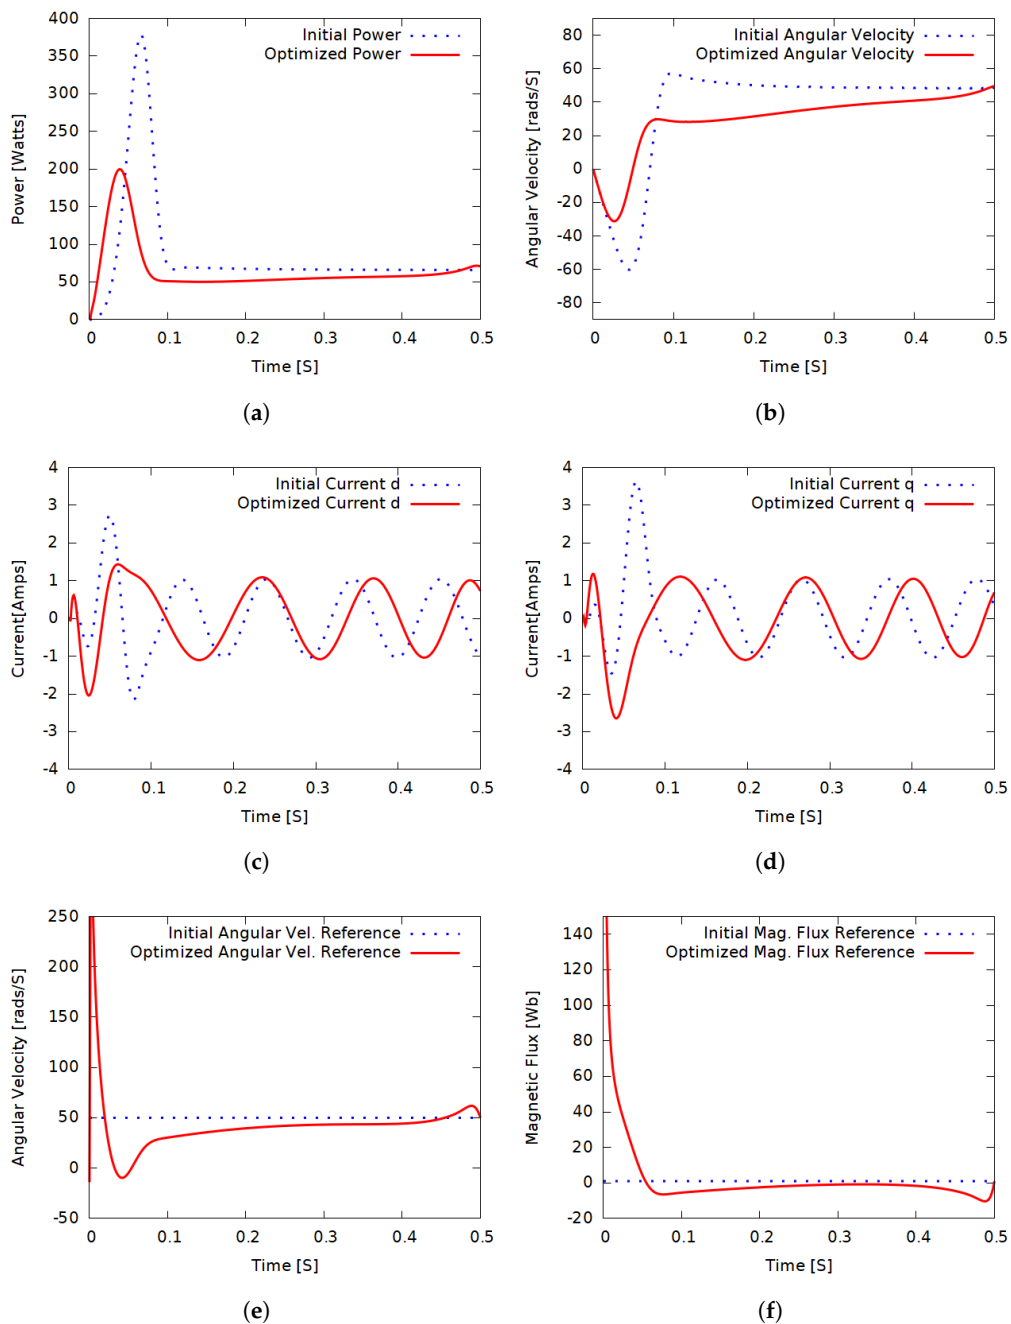 400
350
300
250
200
150
100
50
0
Power [Watts]
Initial Power
Optimized Power
0 0.1 0.2 0.3 0.4 0.5
Time [S]
(a)
80
60
40
20
0
-20
-40
-60
-80
Angular Velocity [rads/S]
Initial Angular Velocity
Optimized Angular Velocity
0 0.1 0.2 0.3 0.4 0.5
Time [S]
(b)
4
3
2
1
0
-1
-2
-3
-4
Current[Amps]
Initial Current d
Optimized Current d
0 0.1 0.2 0.3 0.4 0.5
Time [S]
(c)
4
3
2
1
0
-1
-2
-3
-4
Current[Amps]
Initial Current q
Optimized Current q
0 0.1 0.2 0.3 0.4 0.5
Time [S]
(d)
250
200
150
100
50
0
-50
Angular Velocity [rads/S]
Initial Angular Vel. Reference
Optimized Angular Vel. Reference
0 0.1 0.2 0.3 0.4 0.5
Time [S]
(e)
140
120
100
80
60
40
20
0
-20
Magnetic Flux [Wb]
Initial Mag. Flux Reference
Optimized Mag. Flux Reference
0 0.1 0.2 0.3 0.4 0.5
Time [S]
(f)